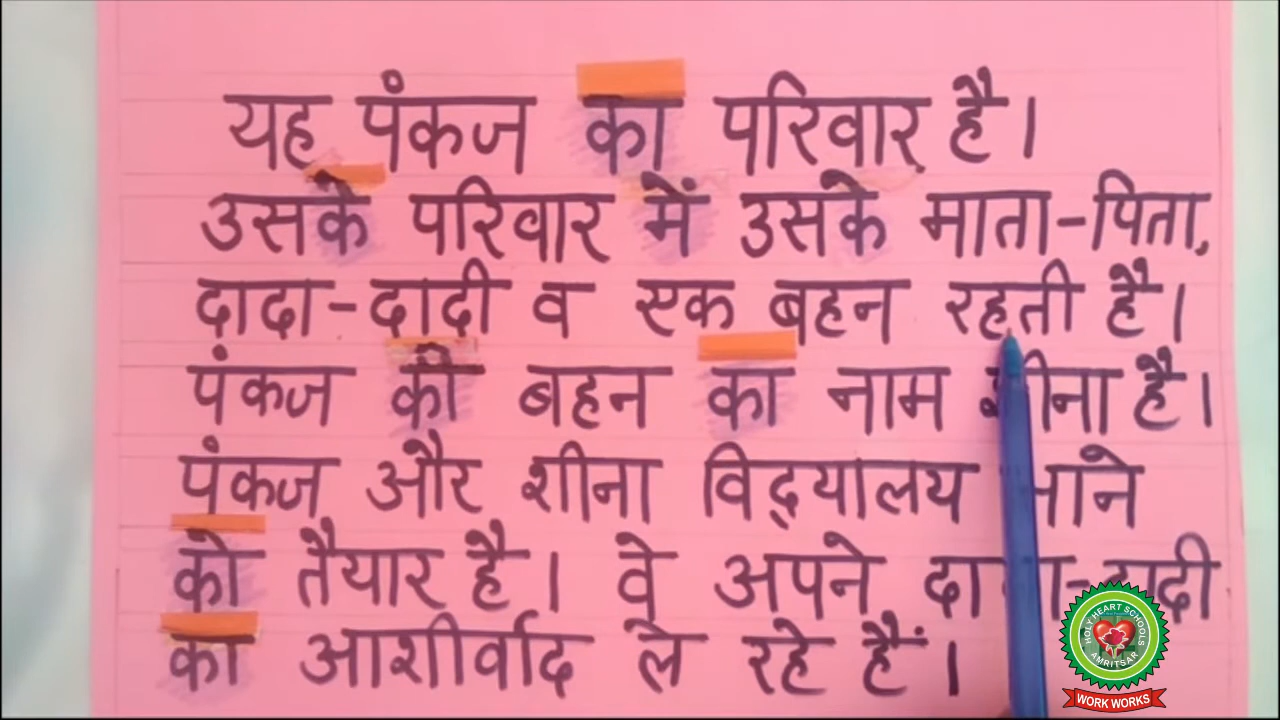 यह पंकज का परिवार है।
उसके परिवार में उसके माता-पिता,
दादा-दादी व एक बहन रहती है।
पंकज की बहन का नाम शीना है।
पंकज और शीना विद्यालय जाने
को तैयार है। वे अपने दादा-दादी
का आशीर्वाद ले रहे हैं।
HOLY HEART SCHOOLS
AMRITSAR
WORK WORKS